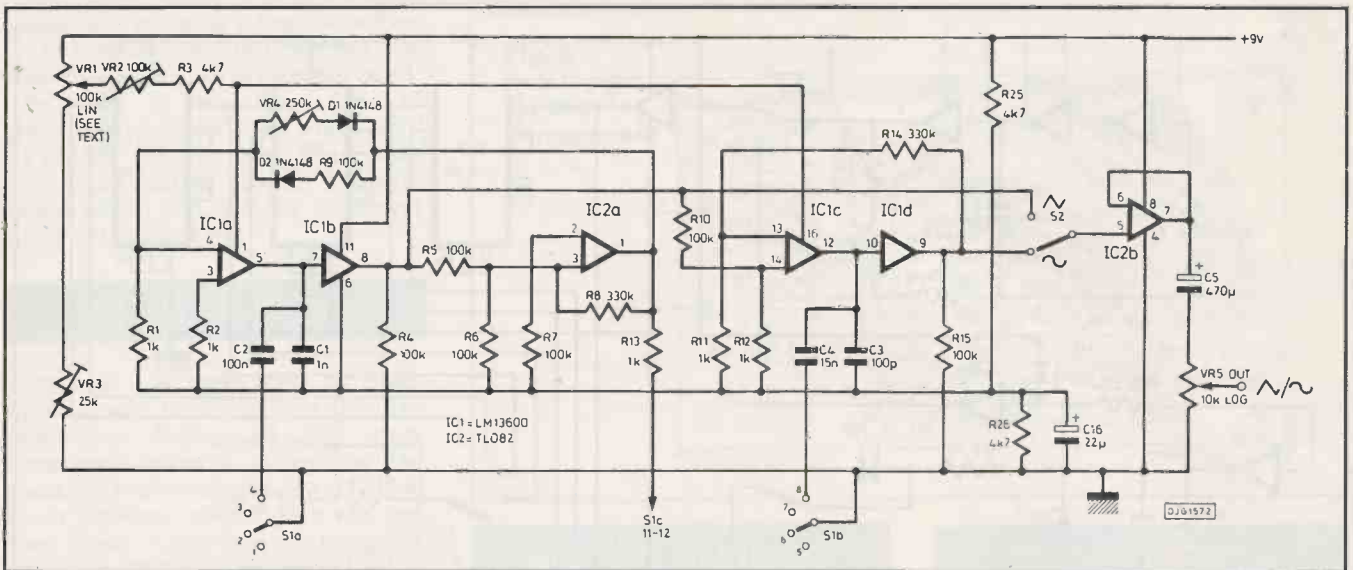 +9V
VR1
100k
LIN
(SEE
TEXT)
VR2 100k
R3 4k7
VR4 250k
D1 1N4148
D2 1N4148
R9 100k
R25
4k7
R14 330k
IC1a
4
3
1
5
IC1b
11
7
6
8
R5 100k
IC2a
2
3
1
R8 330k
R10
100k
IC1c
13
14
16
12
IC1d
10
9
S2
IC2b
6
5
8
7
4
+
C5
470µ
R1
1k
R2
1k
C2
100n
C1
1n
R4
100k
R6
100k
R7
100k
R13
1k
R11
1k
R12
1k
C4
15n
C3
100p
R15
100k
VR5 OUT
10k LOG
VR3
25k
IC1 = LM13600
IC2 = TL082
R26
4k7
+
C16
22µ
4
3
2
1
S1a
S1c
11-12
8
7
6
5
S1b
DJG1572